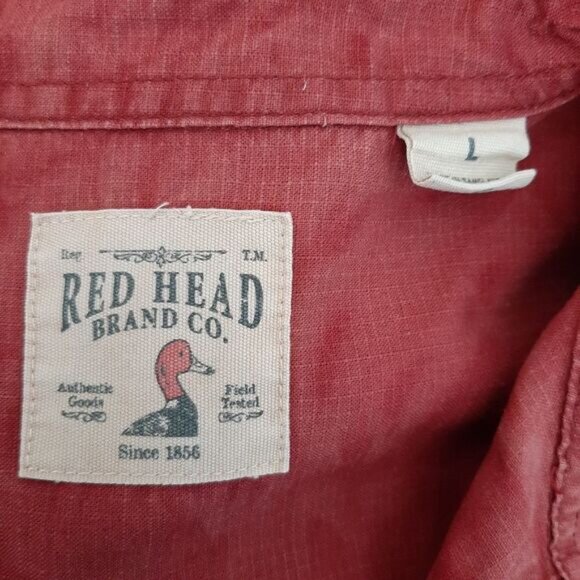 Reg. T.M.
RED HEAD
BRAND CO.
Authentic Field
Goods Tested
Since 1856
L